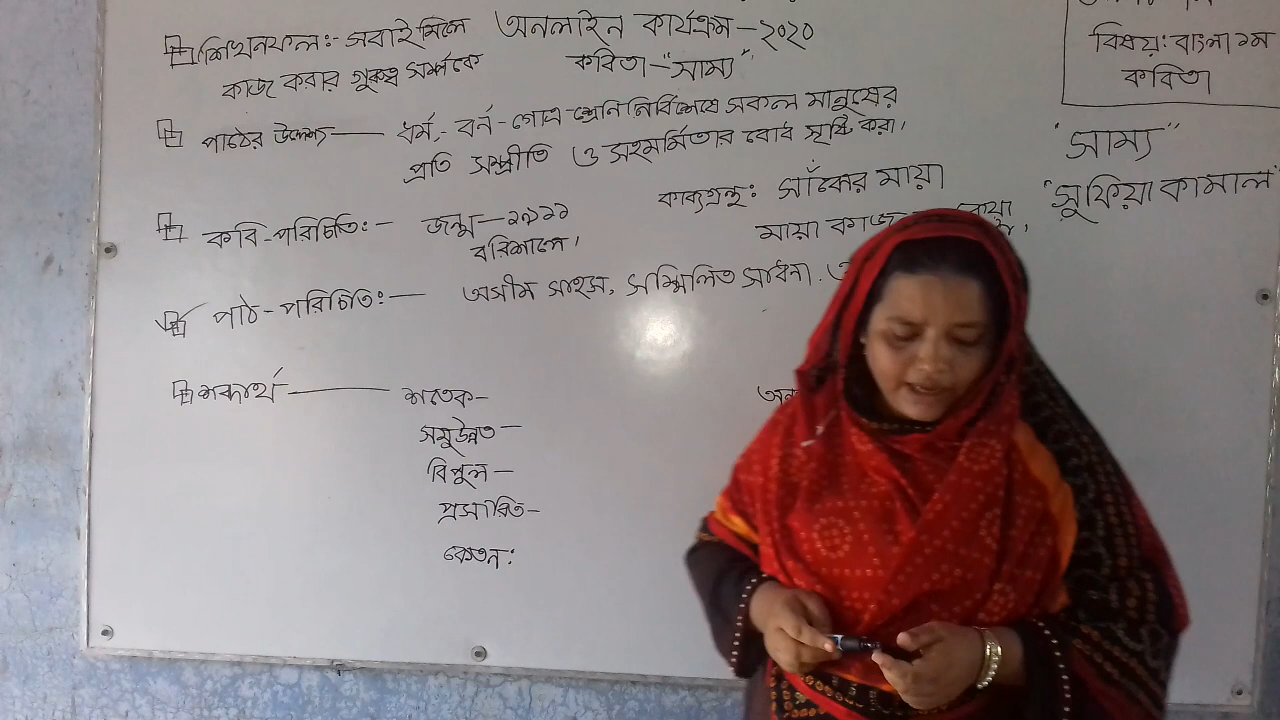 শিখনফল:- সবাই মিলে
কাজ করার গুরুত্ব সম্পর্কে
অনলাইন কার্যক্রম-২০২০
কবিতা-"সাম্য"
বিষয়: বাংলা ১ম
কবিতা
পাঠের উদ্দেশ্য — ধর্ম,- বর্ন-গোত্র-শ্রেনি নির্বিশেষে সকল মানুষের
প্রতি সম্প্রীতি ও সহমর্মিতার বোধ সৃষ্টি করা।
"সাম্য"
"সুফিয়া কামাল"
কবি-পরিচিতি:- জন্ম-১৯১১
বরিশালে।
কাব্যগ্রন্থ: সাঁঝের মায়া
মায়া কাজল
পাঠ-পরিচিতি:- অসীম সাহস, সম্মিলিত সাধনা.
শব্দার্থ — শতেক-
সমুউন্নত-
বিপুল-
প্রসারিত-
কেতন: